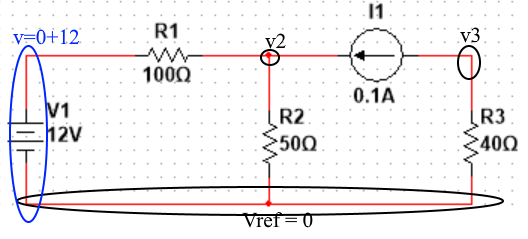 I1
R1
v=0+12
v2
v3
100Ω
0.1A
V1
12V
R2
50Ω
R3
40Ω
Vref = 0